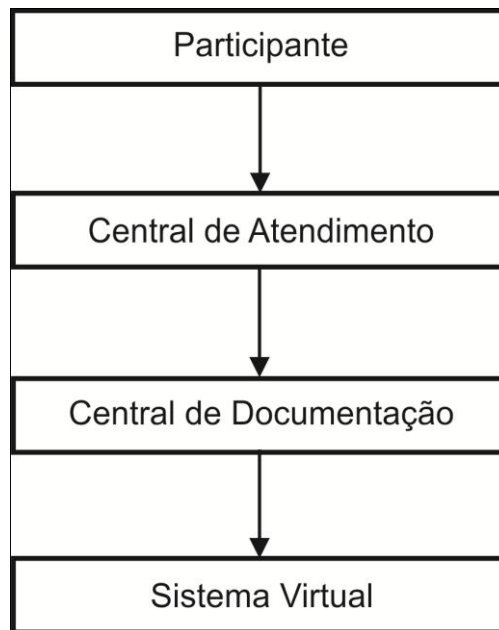 Participante
Central de Atendimento
Central de Documentação
Sistema Virtual